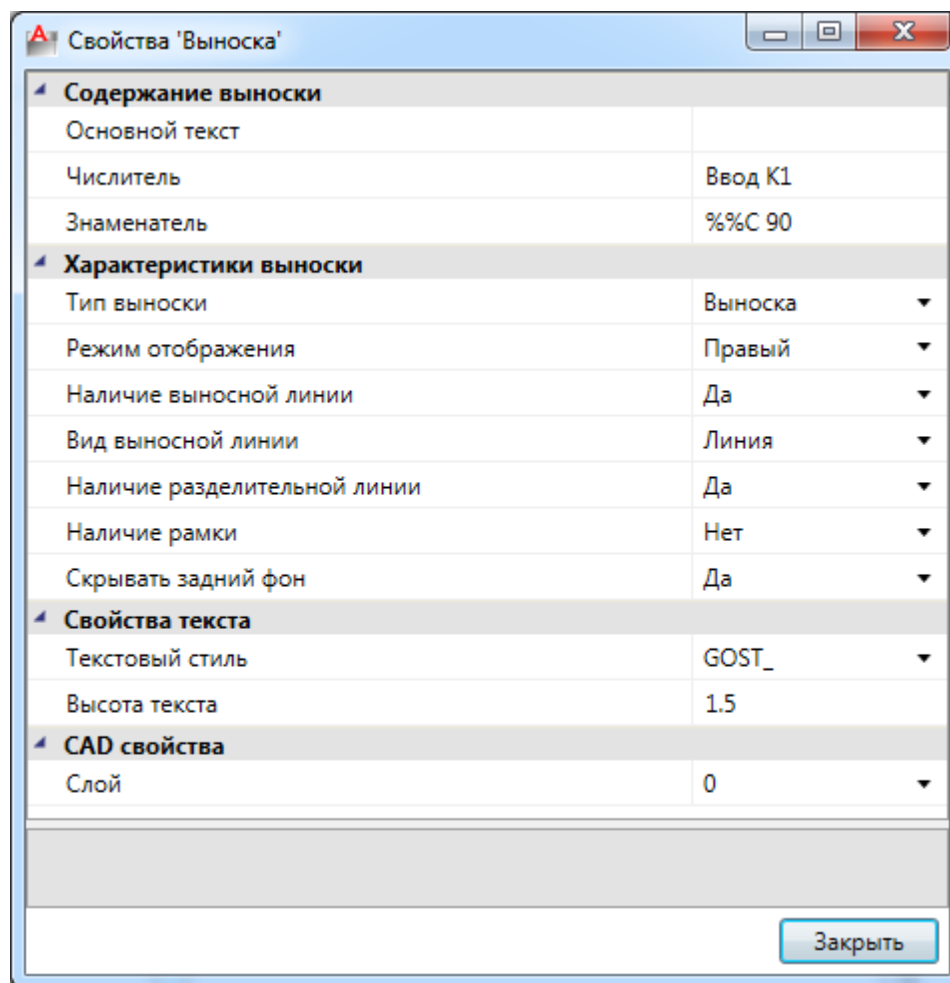 Свойства 'Выноска'
Содержание выноски
Основной текст
Числитель Ввод К1
Знаменатель %%C 90
Характеристики выноски
Тип выноски Выноска
Режим отображения Правый
Наличие выносной линии Да
Вид выносной линии Линия
Наличие разделительной линии Да
Наличие рамки Нет
Скрывать задний фон Да
Свойства текста
Текстовый стиль GOST_
Высота текста 1.5
CAD свойства
Слой 0
Закрыть